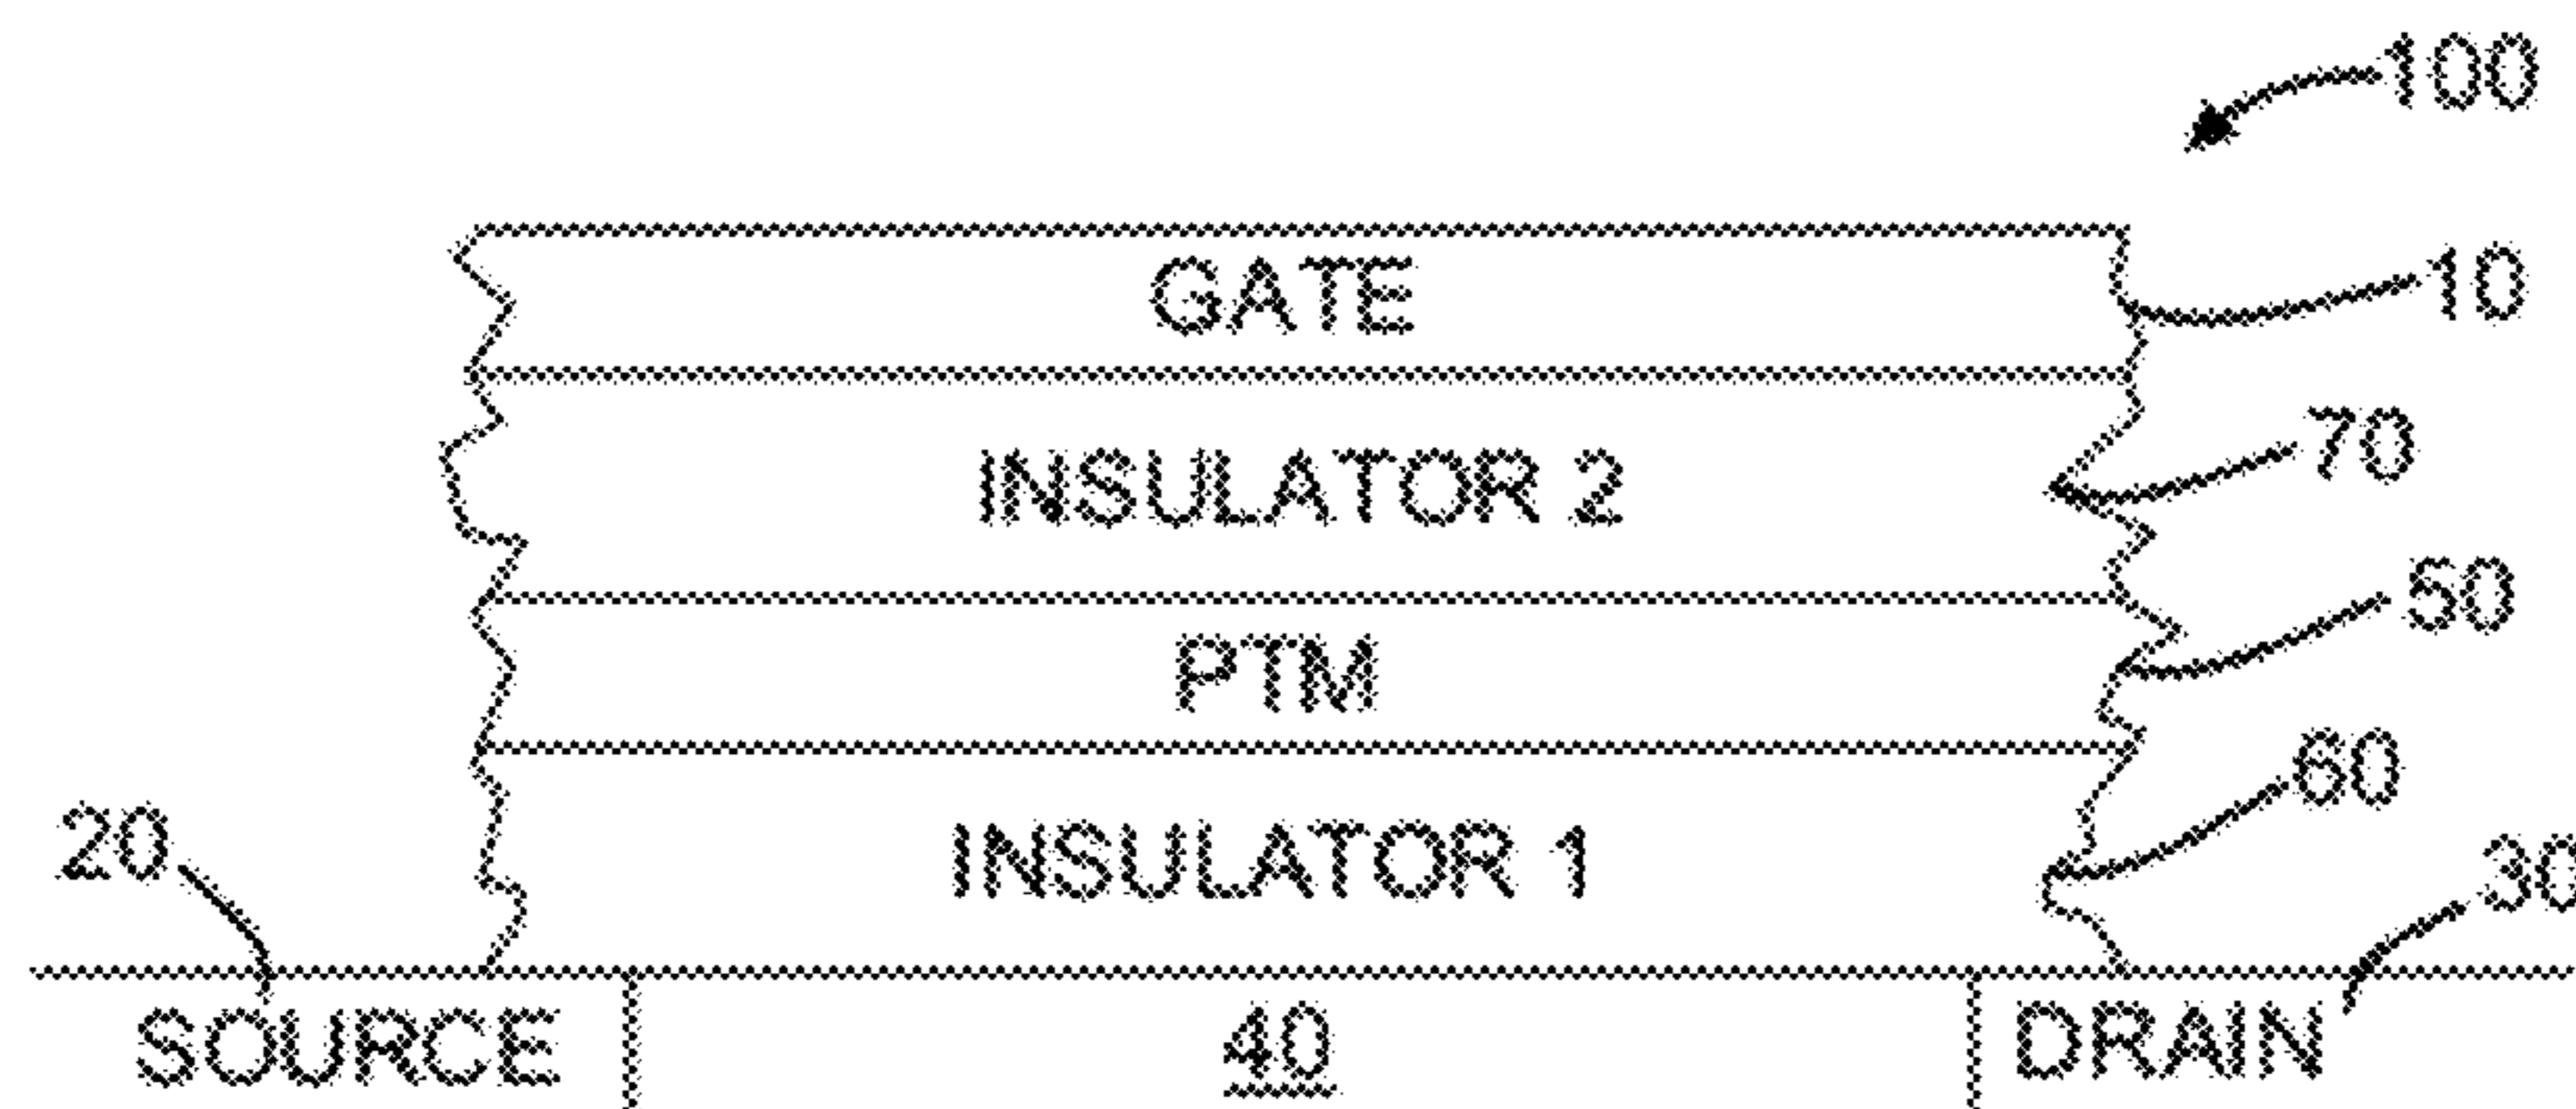 100
GATE
10
INSULATOR 2
70
50
PTM
60
INSULATOR 1
20
30
SOURCE
40
DRAIN